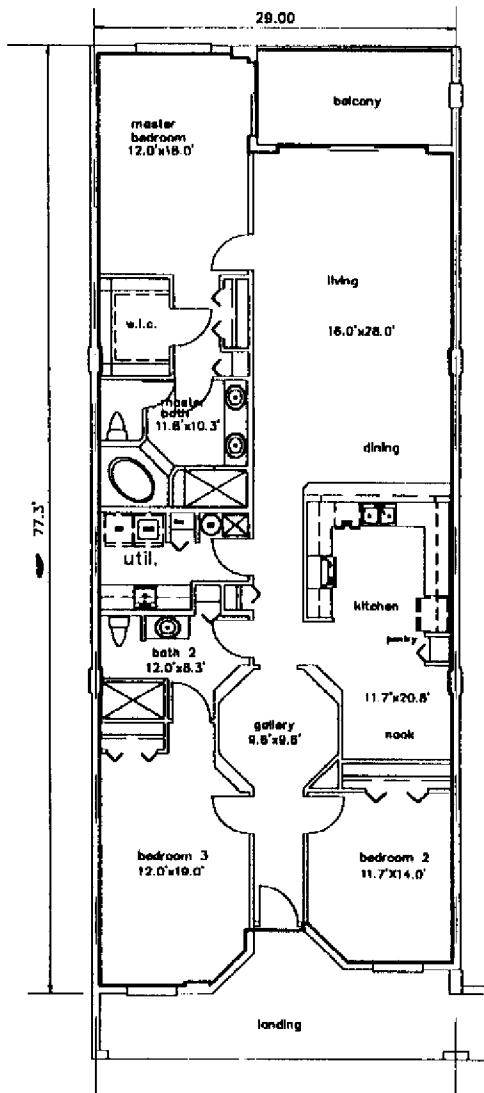 29.00
balcony
master
bedroom
12.0'x18.0'
living
16.0'x28.0'
w.i.c.
master
bath
11.8'x10.3'
dining
77.3'
util.
kitchen
pantry
bath 2
12.0'x8.3'
11.7'x20.8'
gallery
9.6'x9.6'
nook
bedroom 3
12.0'x19.0'
bedroom 2
11.7'X14.0'
landing